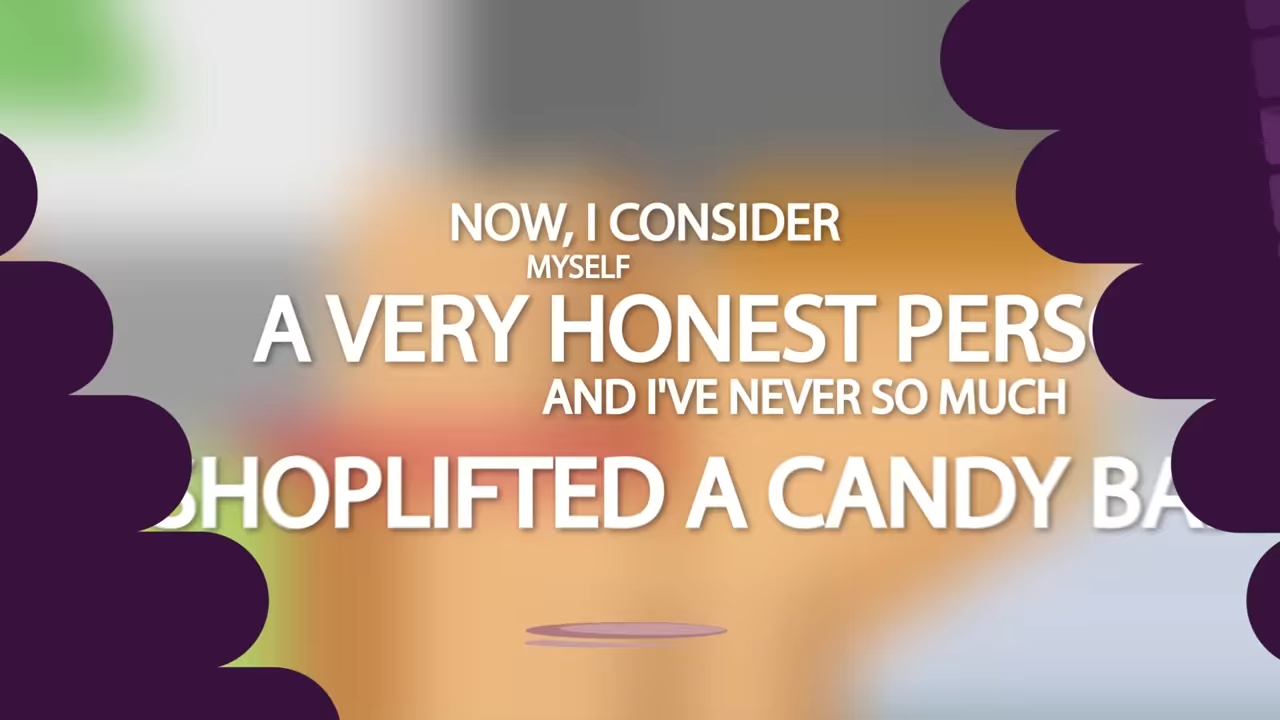 NOW, I CONSIDER
MYSELF
A VERY HONEST
AND I'VE NEVER SO MUCH
SHOPLIFTED A CANDY